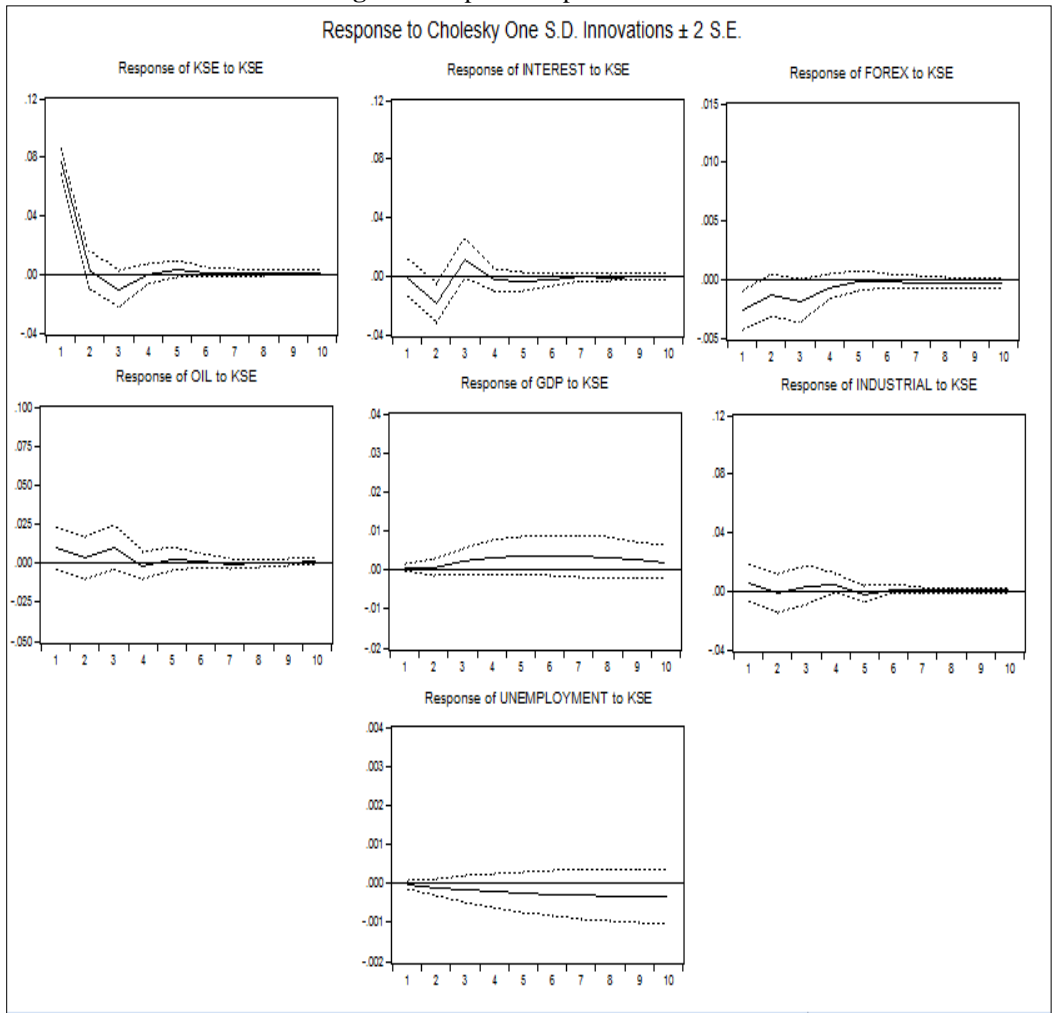 Response to Cholesky One S.D. Innovations ± 2 S.E.
Response of KSE to KSE
.12
.08
.04
.00
-.04
1 2 3 4 5 6 7 8 9 10
Response of INTEREST to KSE
.12
.08
.04
.00
-.04
1 2 3 4 5 6 7 8 9 10
Response of FOREX to KSE
.015
.010
.005
.000
-.005
1 2 3 4 5 6 7 8 9 10
Response of OIL to KSE
.100
.075
.050
.025
.000
-.025
-.050
1 2 3 4 5 6 7 8 9 10
Response of GDP to KSE
.04
.03
.02
.01
.00
-.01
-.02
1 2 3 4 5 6 7 8 9 10
Response of INDUSTRIAL to KSE
.12
.08
.04
.00
-.04
1 2 3 4 5 6 7 8 9 10
Response of UNEMPLOYMENT to KSE
.004
.003
.002
.001
.000
-.001
-.002
1 2 3 4 5 6 7 8 9 10